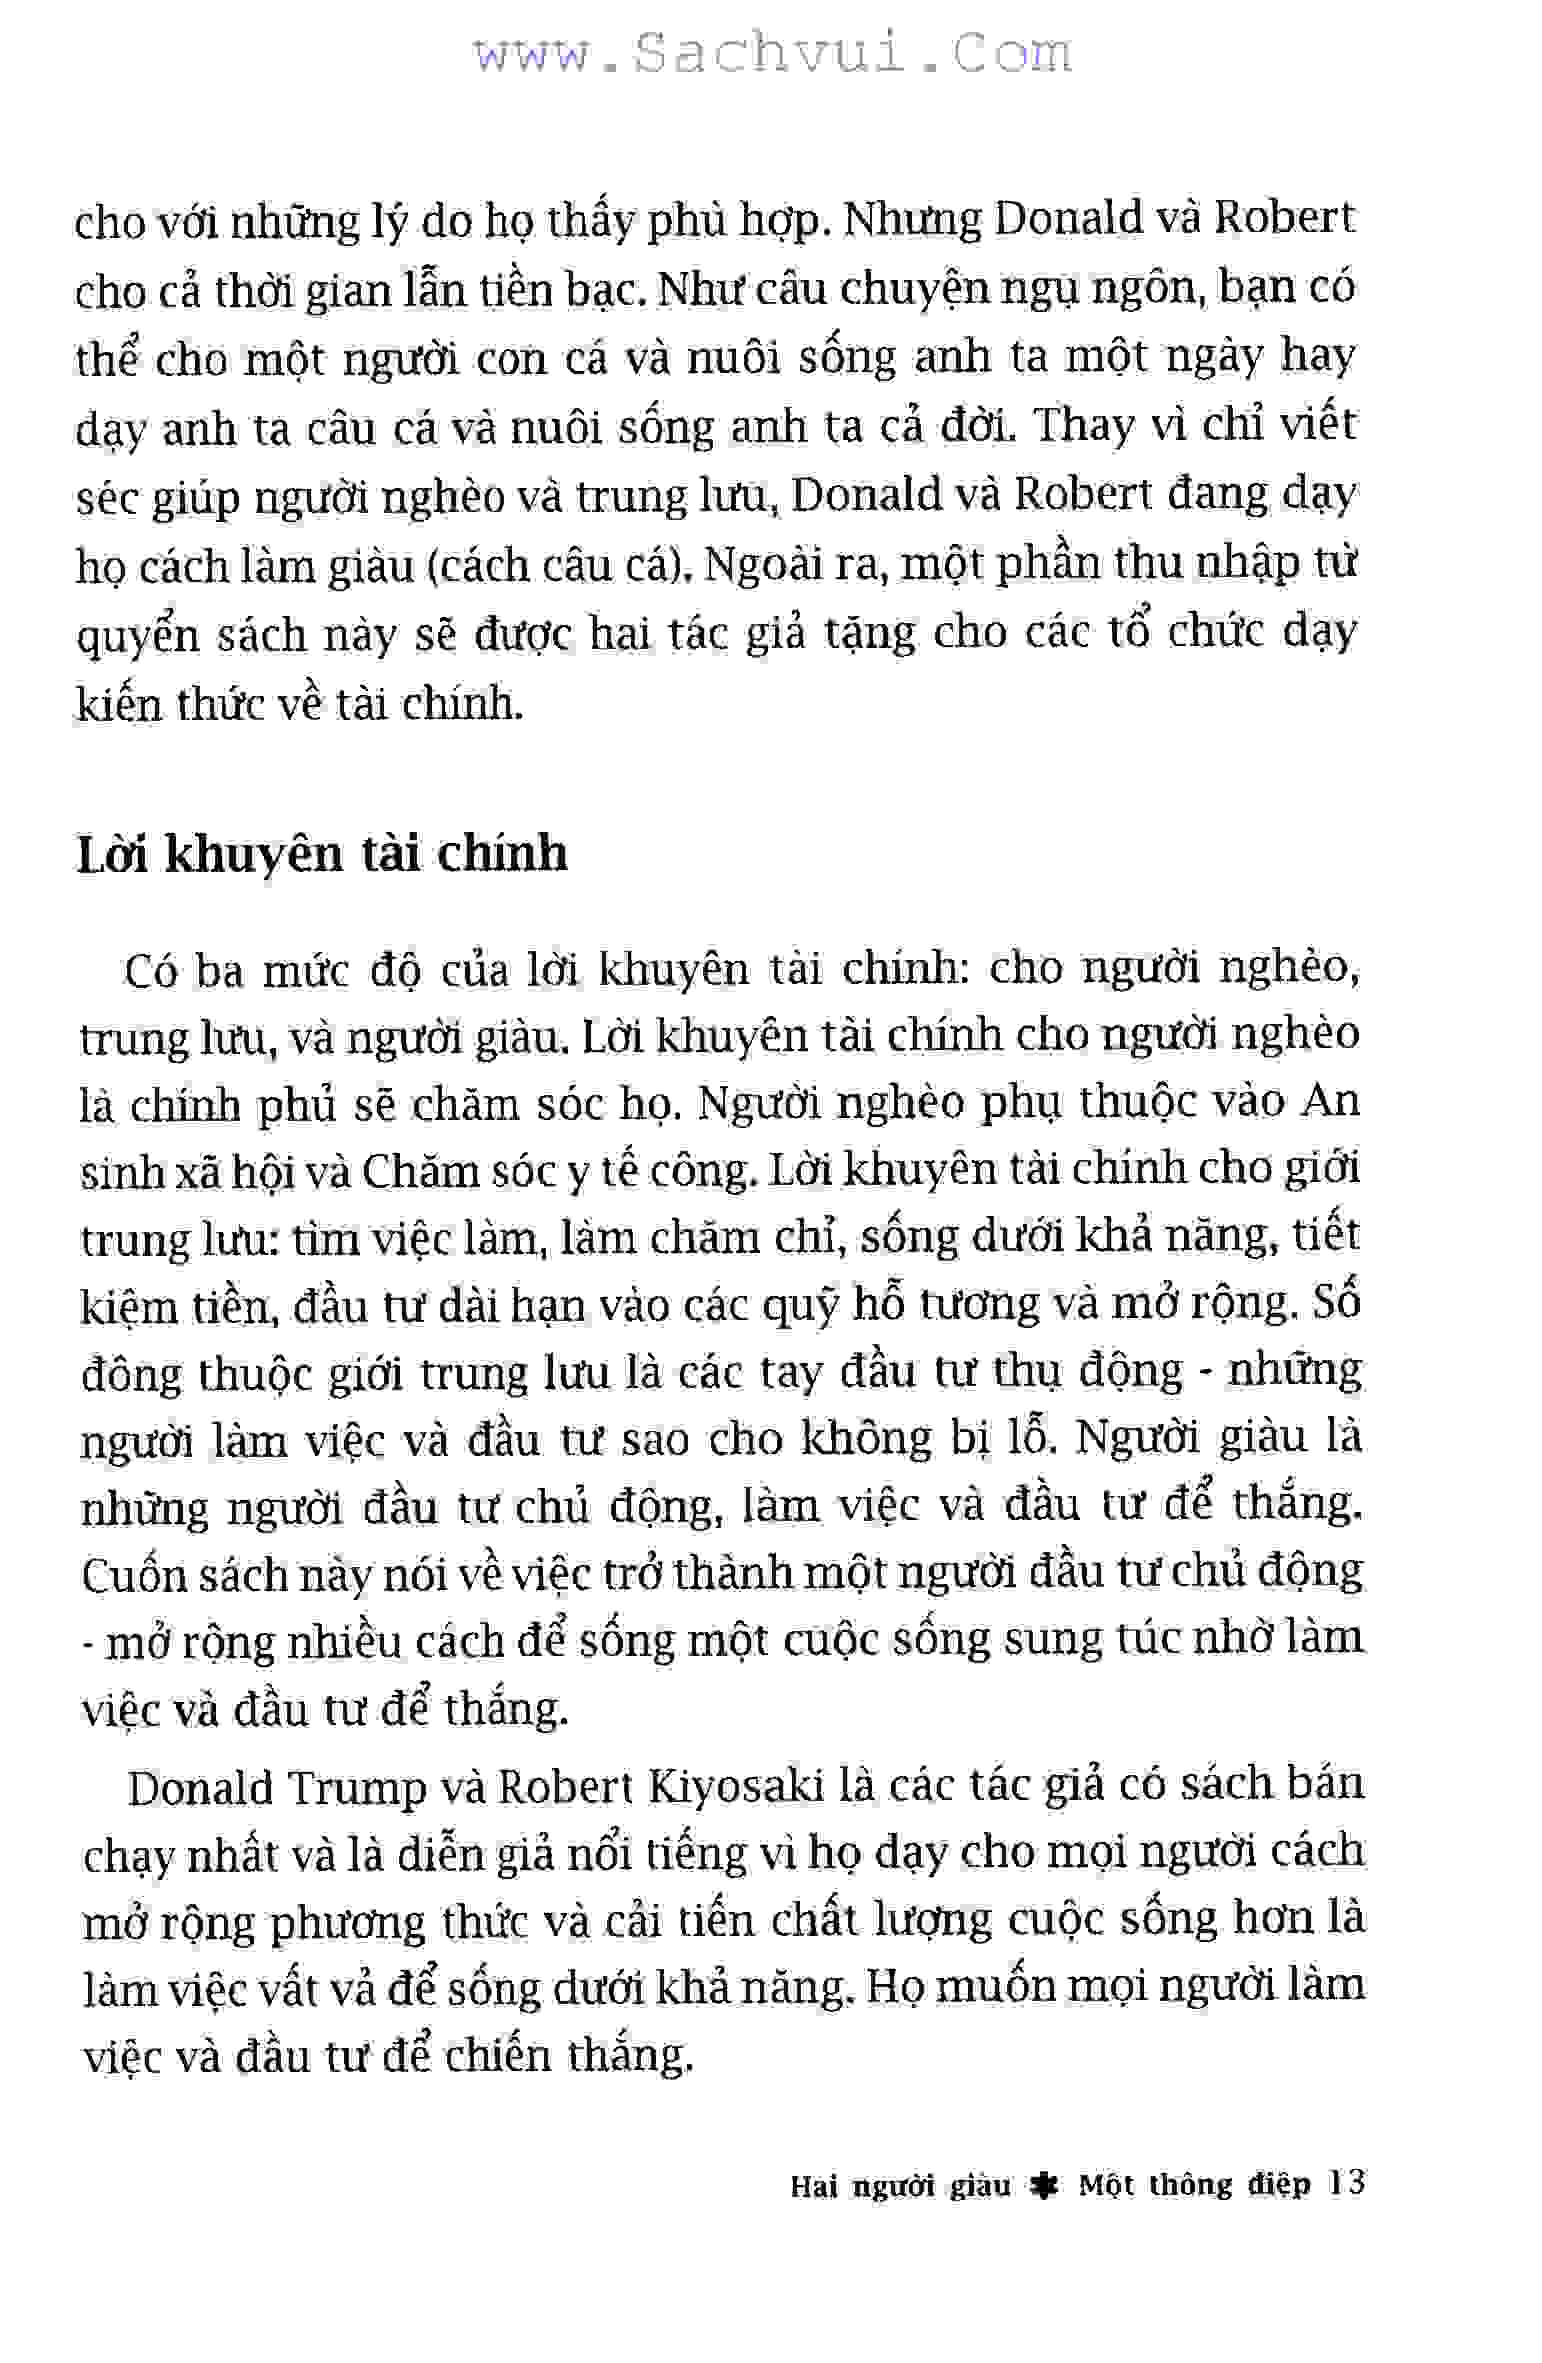 www.Sachvui.Com
cho với những lý do họ thấy phù hợp. Nhưng Donald và Robert
cho cả thời gian lẫn tiền bạc. Như câu chuyện ngụ ngôn, bạn có
thể cho một người con cá và nuôi sống anh ta một ngày hay
dạy anh ta câu cá và nuôi sống anh ta cả đời. Thay vì chỉ viết
séc giúp người nghèo và trung lưu, Donald và Robert đang dạy
họ cách làm giàu (cách câu cá). Ngoài ra, một phần thu nhập từ
quyển sách này sẽ được hai tác giả tặng cho các tổ chức dạy
kiến thức về tài chính.
Lời khuyên tài chính
Có ba mức độ của lời khuyên tài chính: cho người nghèo,
trung lưu, và người giàu. Lời khuyên tài chính cho người nghèo
là chính phủ sẽ chăm sóc họ. Người nghèo phụ thuộc vào An
sinh xã hội và Chăm sóc y tế công. Lời khuyên tài chính cho giới
trung lưu: tìm việc làm, làm chăm chỉ, sống dưới khả năng, tiết
kiệm tiền, đầu tư dài hạn vào các quỹ hỗ tương và mở rộng. Số
đông thuộc giới trung lưu là các tay đầu tư thụ động - những
người làm việc và đầu tư sao cho không bị lỗ. Người giàu là
những người đầu tư chủ động, làm việc và đầu tư để thắng.
Cuốn sách này nói về việc trở thành một người đầu tư chủ động
- mở rộng nhiều cách để sống một cuộc sống sung túc nhờ làm
việc và đầu tư để thắng.
Donald Trump và Robert Kiyosaki là các tác giả có sách bán
chạy nhất và là diễn giả nổi tiếng vì họ dạy cho mọi người cách
mở rộng phương thức và cải tiến chất lượng cuộc sống hơn là
làm việc vất vả để sống dưới khả năng. Họ muốn mọi người làm
việc và đầu tư để chiến thắng.
Hai người giàu ✱ Một thông điệp 13